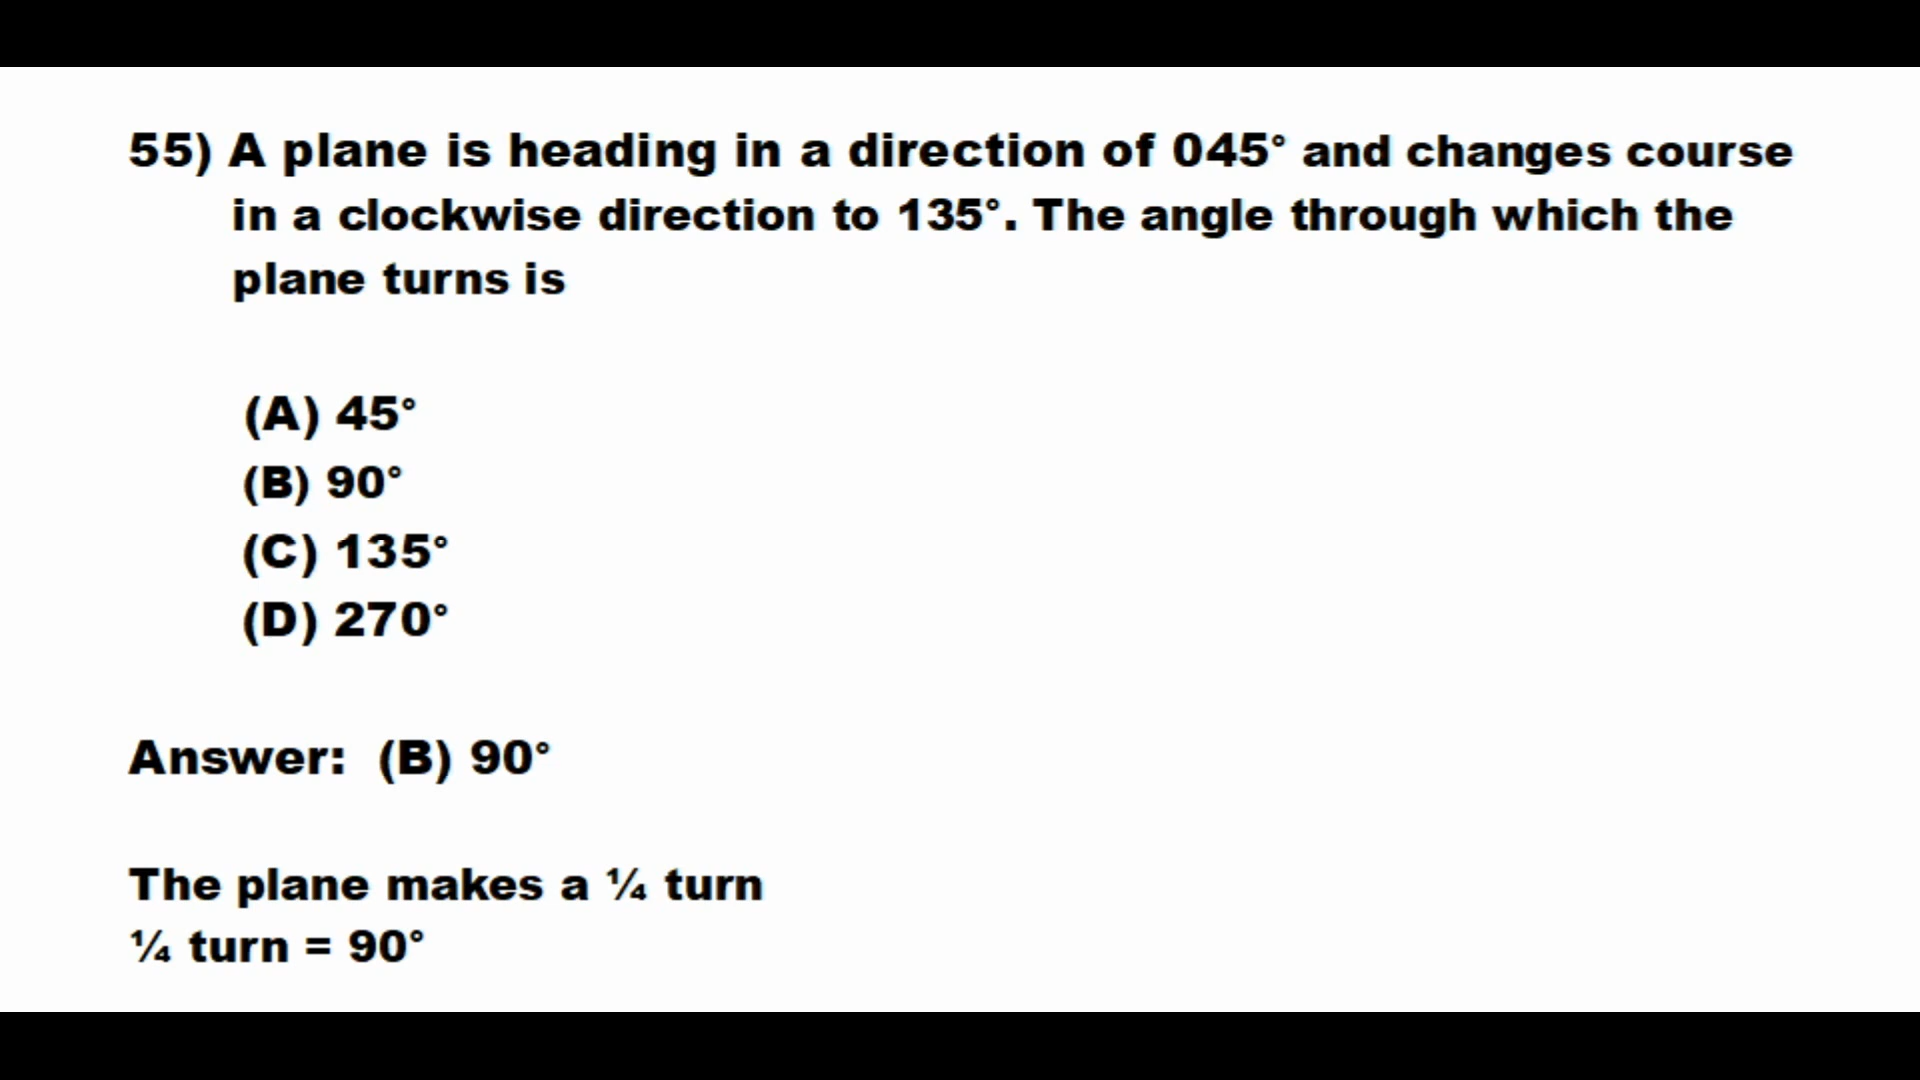 55) A plane is heading in a direction of 045° and changes course
in a clockwise direction to 135°. The angle through which the
plane turns is
(A) 45°
(B) 90°
(C) 135°
(D) 270°
Answer: (B) 90°
The plane makes a ¼ turn
¼ turn = 90°